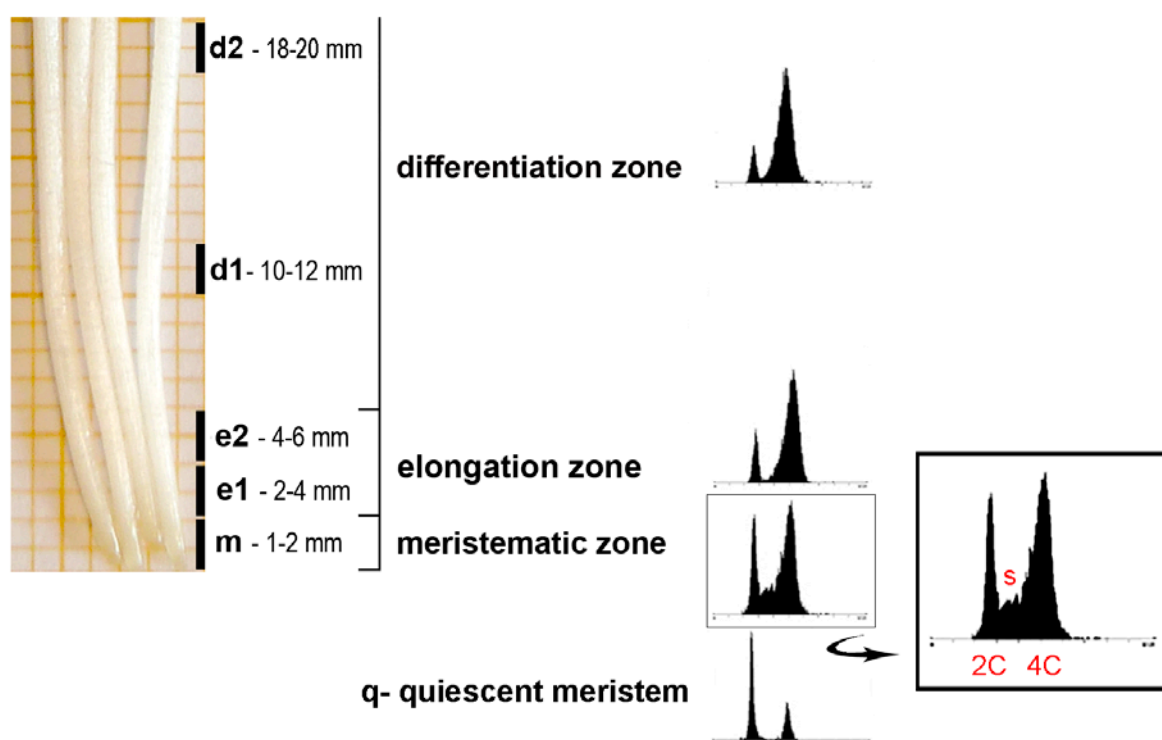 d2 - 18-20 mm
differentiation zone
d1- 10-12 mm
e2 - 4-6 mm
elongation zone
e1 - 2-4 mm
m - 1-2 mm
meristematic zone
s
2C 4C
q- quiescent meristem